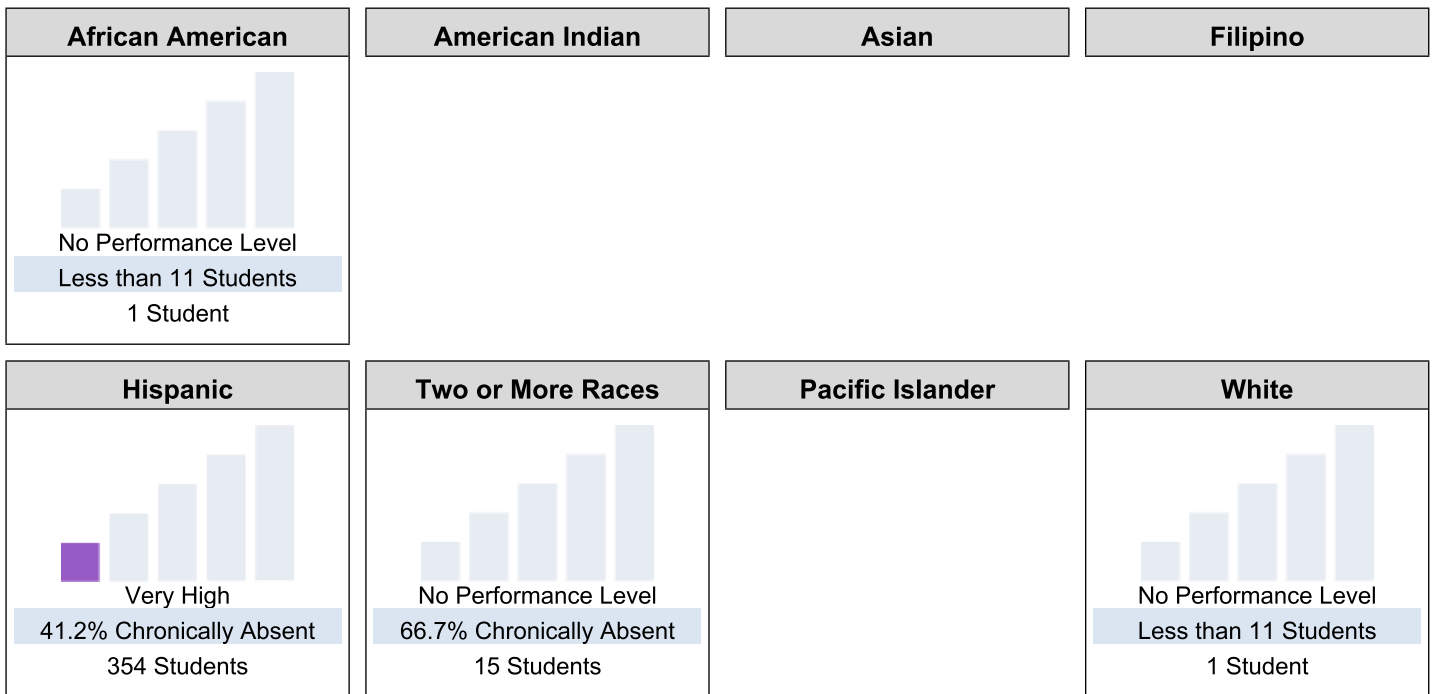 African American
American Indian
Asian
Filipino
No Performance Level
Less than 11 Students
1 Student
Hispanic
Two or More Races
Pacific Islander
White
Very High
41.2% Chronically Absent
354 Students
No Performance Level
66.7% Chronically Absent
15 Students
No Performance Level
Less than 11 Students
1 Student